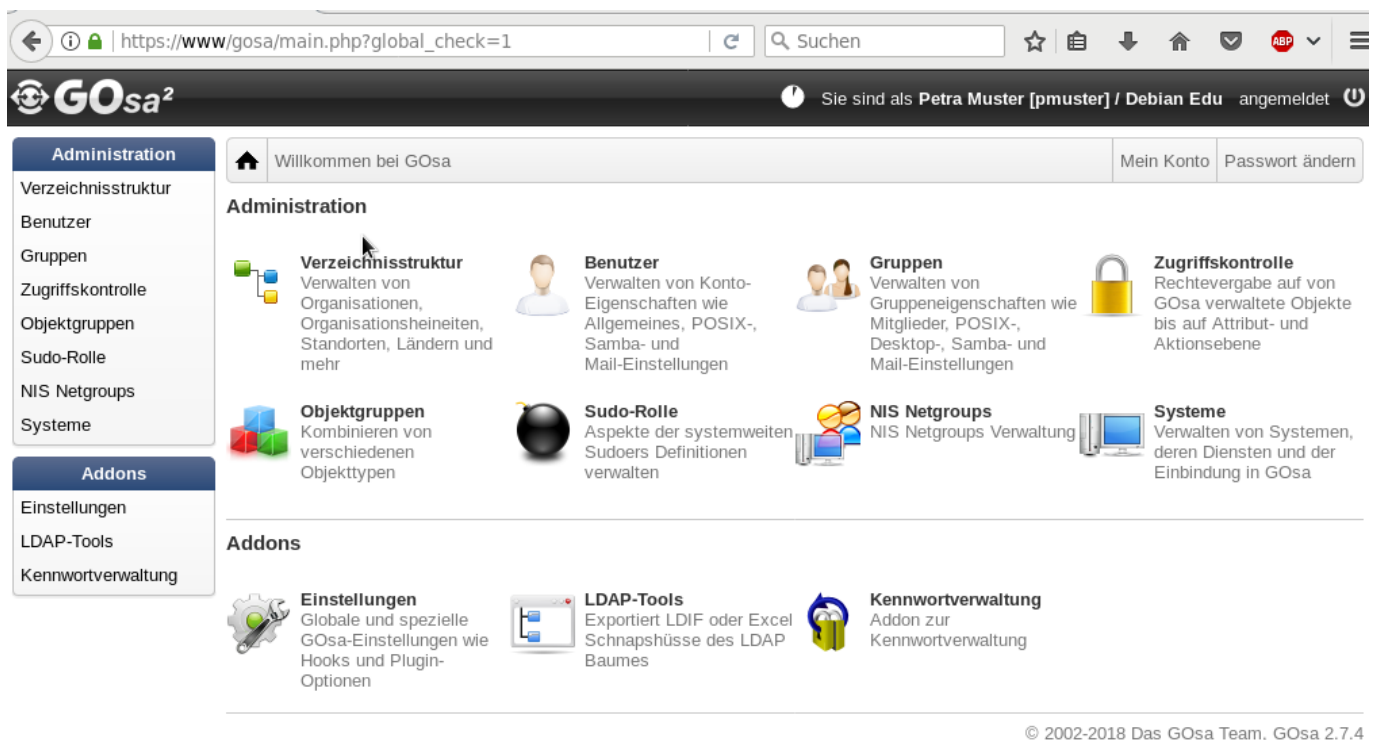 https://www/gosa/main.php?global_check=1
Suchen
ABP
GOsa²
Sie sind als Petra Muster [pmuster] / Debian Edu angemeldet
Administration
Verzeichnisstruktur
Benutzer
Gruppen
Zugriffskontrolle
Objektgruppen
Sudo-Rolle
NIS Netgroups
Systeme
Addons
Einstellungen
LDAP-Tools
Kennwortverwaltung
Willkommen bei GOsa
Mein Konto
Passwort ändern
Administration
Verzeichnisstruktur
Verwalten von
Organisationen,
Organisationsheineiten,
Standorten, Ländern und
mehr
Benutzer
Verwalten von Konto-
Eigenschaften wie
Allgemeines, POSIX-,
Samba- und
Mail-Einstellungen
Gruppen
Verwalten von
Gruppeneigenschaften wie
Mitglieder, POSIX-,
Desktop-, Samba- und
Mail-Einstellungen
Zugriffskontrolle
Rechtevergabe auf von
GOsa verwaltete Objekte
bis auf Attribut- und
Aktionsebene
Objektgruppen
Kombinieren von
verschiedenen
Objekttypen
Sudo-Rolle
Aspekte der systemweiten
Sudoers Definitionen
verwalten
NIS Netgroups
NIS Netgroups Verwaltung
Systeme
Verwalten von Systemen,
deren Diensten und der
Einbindung in GOsa
Addons
Einstellungen
Globale und spezielle
GOsa-Einstellungen wie
Hooks und Plugin-
Optionen
LDAP-Tools
Exportiert LDIF oder Excel
Schnapshüsse des LDAP
Baumes
Kennwortverwaltung
Addon zur
Kennwortverwaltung
© 2002-2018 Das GOsa Team, GOsa 2.7.4